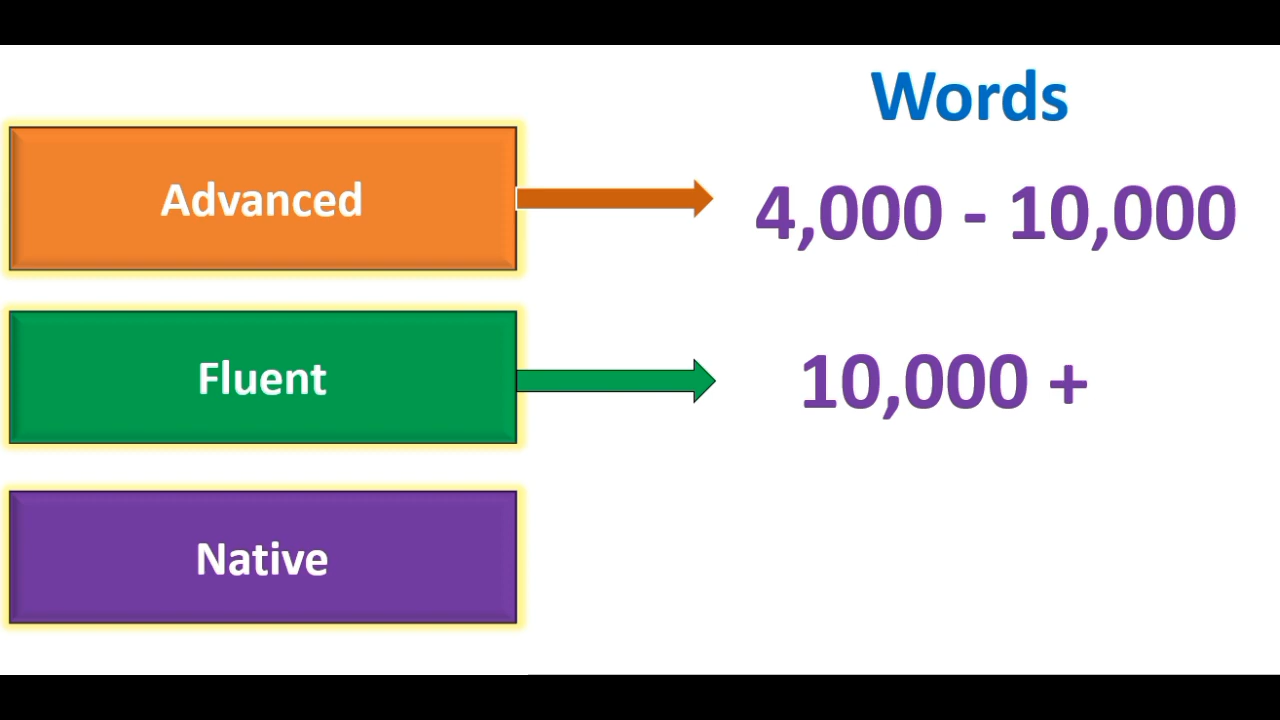 Words
Advanced
4,000 - 10,000
Fluent
10,000 +
Native